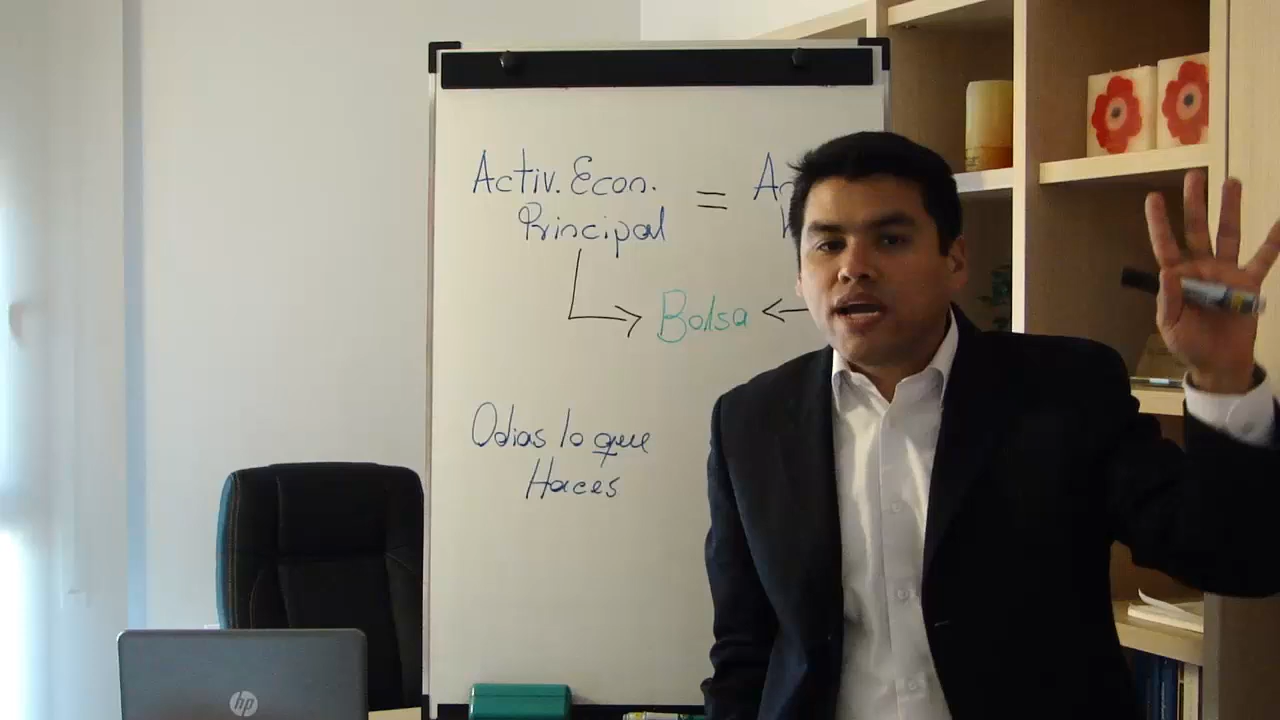 Activ. Econ. =
Principal
Bolsa
Odias lo que
Haces
hp